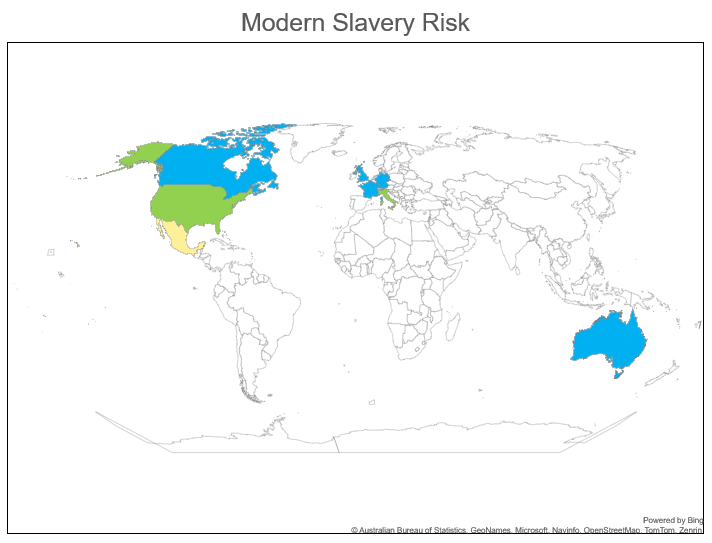 Modern Slavery Risk
Powered by Bing
© Australian Bureau of Statistics, GeoNames, Microsoft, Navinfo, OpenStreetMap, TomTom, Zenrin